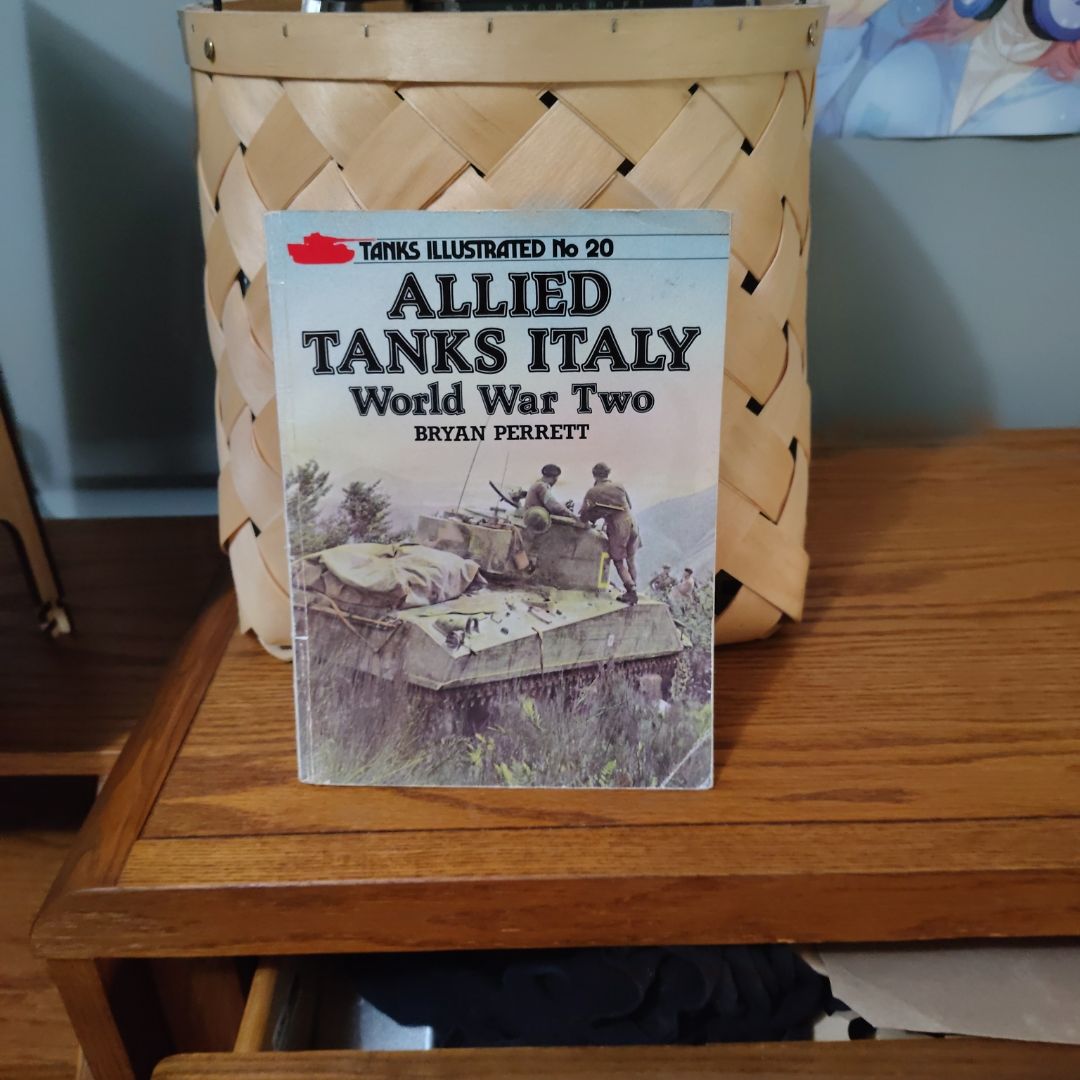 TANKS ILLUSTRATED No 20
ALLIED
TANKS ITALY
World War Two
BRYAN PERRETT